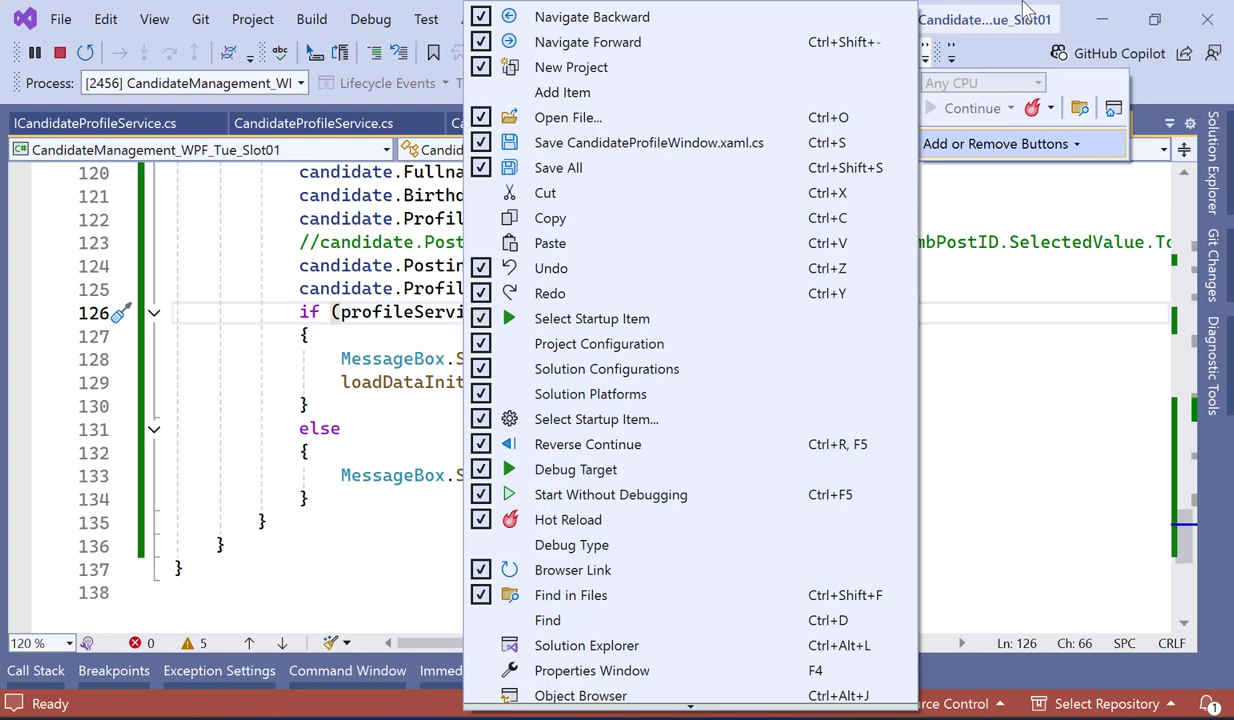 File Edit View Git Project Build Debug Test
Candidate...ue_Slot01
GitHub Copilot
Process: [2456] CandidateManagement_WI Lifecycle Events
Any CPU
Continue
Add or Remove Buttons
ICandidateProfileService.cs CandidateProfileService.cs
CandidateManagement_WPF_Tue_Slot01 Candid
120 candidate.Fullna
121 candidate.Birthd
122 candidate.Profil
123 //candidate.Post mbPostID.SelectedValue.To
124 candidate.Postin
125 candidate.Profil
126 if (profileServi
127 {
128 MessageBox.S
129 loadDataInit
130 }
131 else
132 {
133 MessageBox.S
134 }
135 }
136 }
137 }
138
Navigate Backward
Navigate Forward Ctrl+Shift+-
New Project
Add Item
Open File... Ctrl+O
Save CandidateProfileWindow.xaml.cs Ctrl+S
Save All Ctrl+Shift+S
Cut Ctrl+X
Copy Ctrl+C
Paste Ctrl+V
Undo Ctrl+Z
Redo Ctrl+Y
Select Startup Item
Project Configuration
Solution Configurations
Solution Platforms
Select Startup Item...
Reverse Continue Ctrl+R, F5
Debug Target
Start Without Debugging Ctrl+F5
Hot Reload
Debug Type
Browser Link
Find in Files Ctrl+Shift+F
Find Ctrl+D
Solution Explorer Ctrl+Alt+L
Properties Window F4
Object Browser Ctrl+Alt+J
Solution Explorer
Git Changes
Diagnostic Tools
120 % 0 5 Ln: 126 Ch: 66 SPC CRLF
Call Stack Breakpoints Exception Settings Command Window Immed
Ready rce Control Select Repository 1